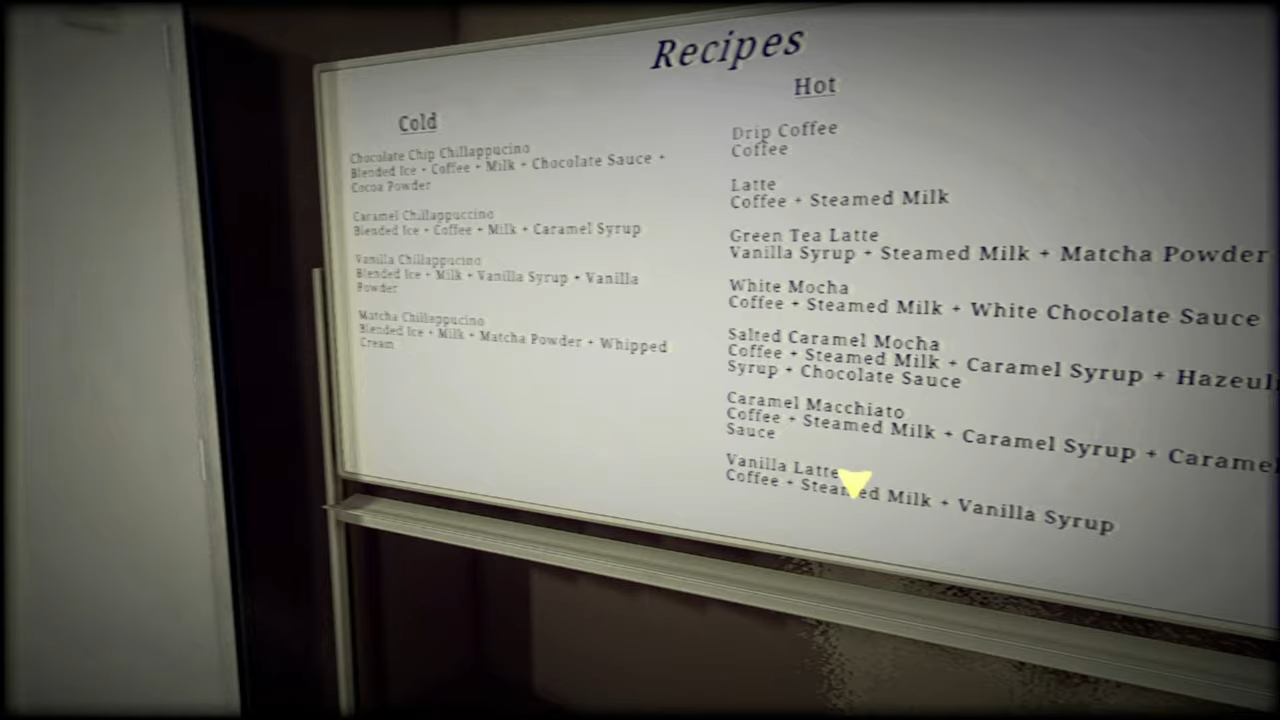 Recipes
Cold
Chocolate Chip Chillappucino
Blended Ice + Coffee + Milk + Chocolate Sauce +
Cocoa Powder
Caramel Chillappuccino
Blended Ice + Coffee + Milk + Caramel Syrup
Vanilla Chillappucino
Blended Ice + Milk + Vanilla Syrup + Vanilla
Powder
Matcha Chillappucino
Blended Ice + Milk + Matcha Powder + Whipped
Cream
Hot
Drip Coffee
Coffee
Latte
Coffee + Steamed Milk
Green Tea Latte
Vanilla Syrup + Steamed Milk + Matcha Powder
White Mocha
Coffee + Steamed Milk + White Chocolate Sauce
Salted Caramel Mocha
Coffee + Steamed Milk + Caramel Syrup + Hazeul
Syrup + Chocolate Sauce
Caramel Macchiato
Coffee + Steamed Milk + Caramel Syrup + Carame
Sauce
Vanilla Latte
Coffee + Steamed Milk + Vanilla Syrup